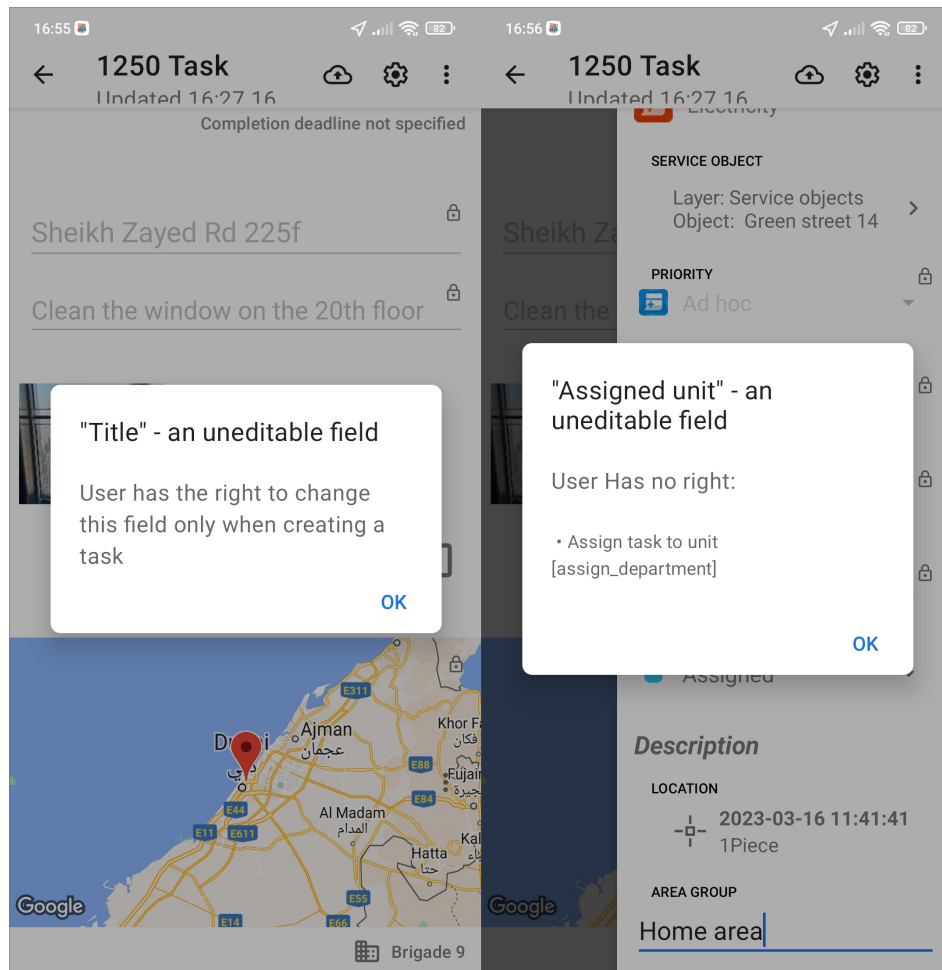 16:55
82
1250 Task
Updated 16:27 16
Completion deadline not specified
Sheikh Zayed Rd 225f
Clean the window on the 20th floor
"Title" - an uneditable field
User has the right to change
this field only when creating a
task
OK
E311
Ajman
عجمان
Khor
فكان
E88
E84
دبي
E44
E11
E611
Al Madam
المدام
Hatta
حتا
E55
E14
E66
Google
Brigade 9
16:56
82
1250 Task
Updated 16:27 16
Electricity
SERVICE OBJECT
Layer: Service objects
Object: Green street 14
PRIORITY
Ad hoc
Sheikh
Clean the
"Assigned unit" - an
uneditable field
User Has no right:
• Assign task to unit
[assign_department]
OK
Assigned
Description
LOCATION
2023-03-16 11:41:41
1Piece
AREA GROUP
Home area
Google